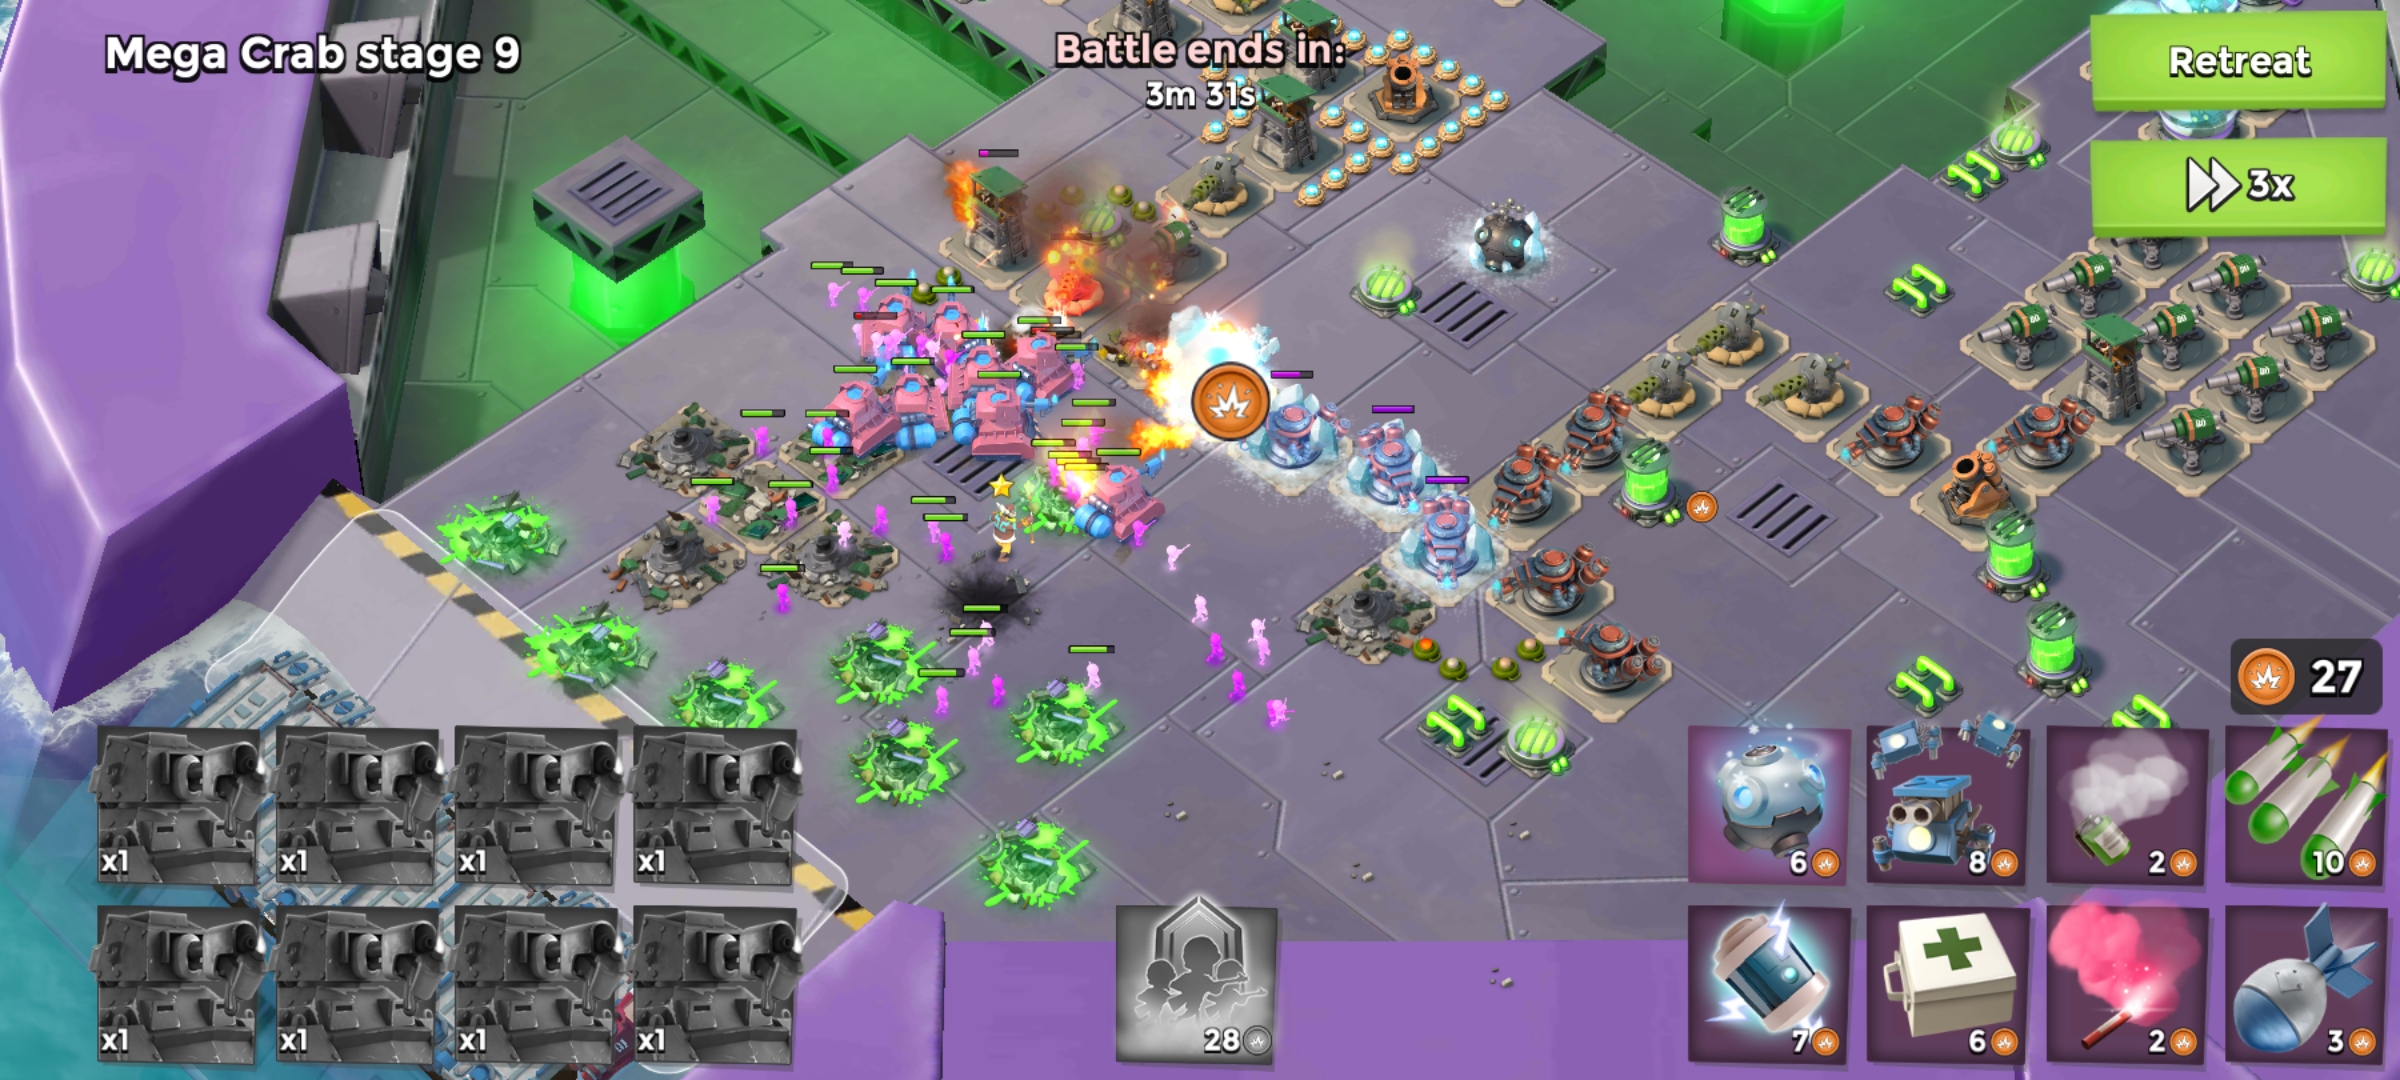 Mega Crab stage 9
Battle ends in:
3m 31s
Retreat
3x
27
x1
x1
x1
x1
6
8
2
10
x1
x1
x1
x1
28
7
6
2
3